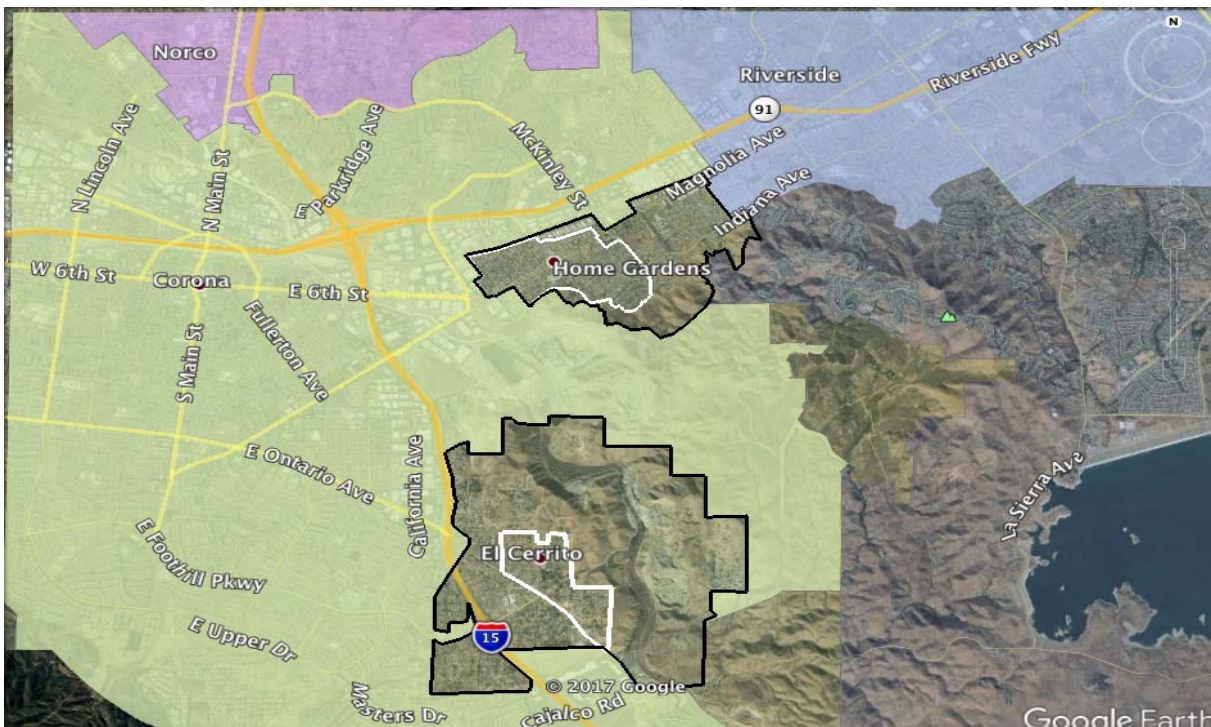 Norco
Riverside
N
Riverside Fwy
91
N Lincoln Ave
N Main St
E Parkridge Ave
McKinley St
Magnolia Ave
Indiana Ave
W 6th St
Corona
E 6th St
Home Gardens
Fullerton Ave
S Main St
E Ontario Ave
California Ave
La Sierra Ave
E Foothill Pkwy
El Cerrito
E Upper Dr
15
Masters Dr
© 2017 Google
Cajalco Rd
Google Earth